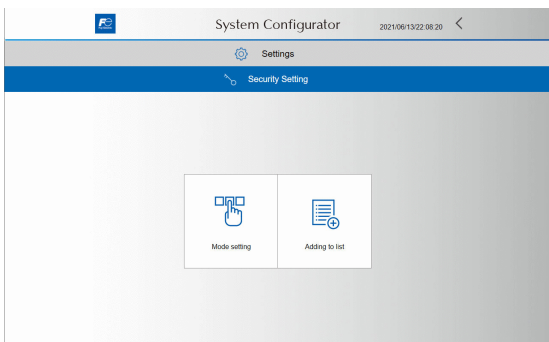 System Configurator
2021/06/13/22:08:20
Settings
Security Setting
Mode setting
Adding to list